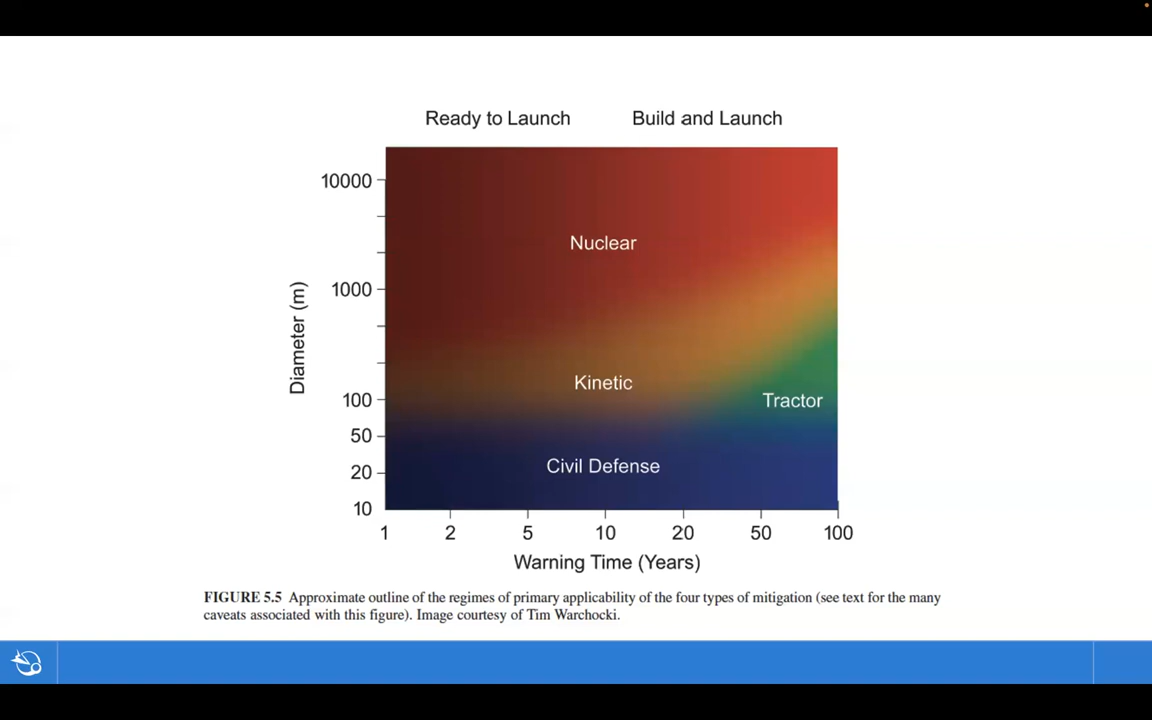 Ready to Launch
Build and Launch
10000
1000
100
50
20
10
Diameter (m)
Nuclear
Kinetic
Tractor
Civil Defense
1 2 5 10 20 50 100
Warning Time (Years)
FIGURE 5.5 Approximate outline of the regimes of primary applicability of the four types of mitigation (see text for the many
caveats associated with this figure). Image courtesy of Tim Warchocki.